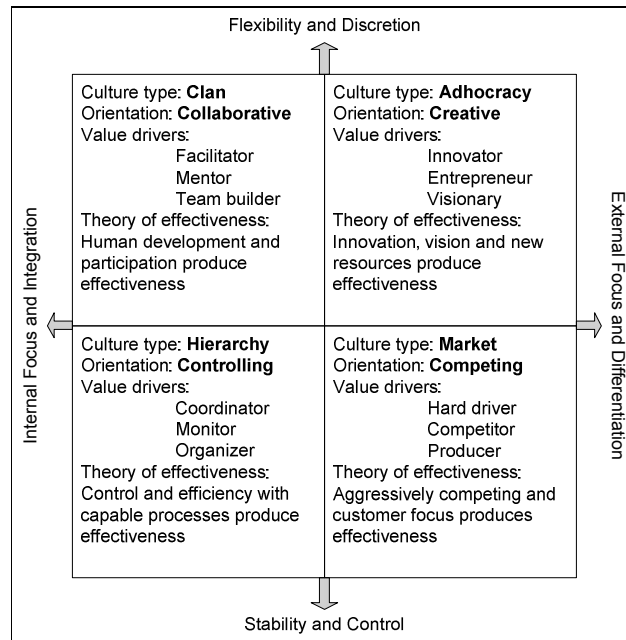 Flexibility and Discretion
Culture type: Clan
Orientation: Collaborative
Value drivers:
Facilitator
Mentor
Team builder
Theory of effectiveness:
Human development and
participation produce
effectiveness
Culture type: Adhocracy
Orientation: Creative
Value drivers:
Innovator
Entrepreneur
Visionary
Theory of effectiveness:
Innovation, vision and new
resources produce
effectiveness
Internal Focus and Integration
External Focus and Differentiation
Culture type: Hierarchy
Orientation: Controlling
Value drivers:
Coordinator
Monitor
Organizer
Theory of effectiveness:
Control and efficiency with
capable processes produce
effectiveness
Culture type: Market
Orientation: Competing
Value drivers:
Hard driver
Competitor
Producer
Theory of effectiveness:
Aggressively competing and
customer focus produces
effectiveness
Stability and Control